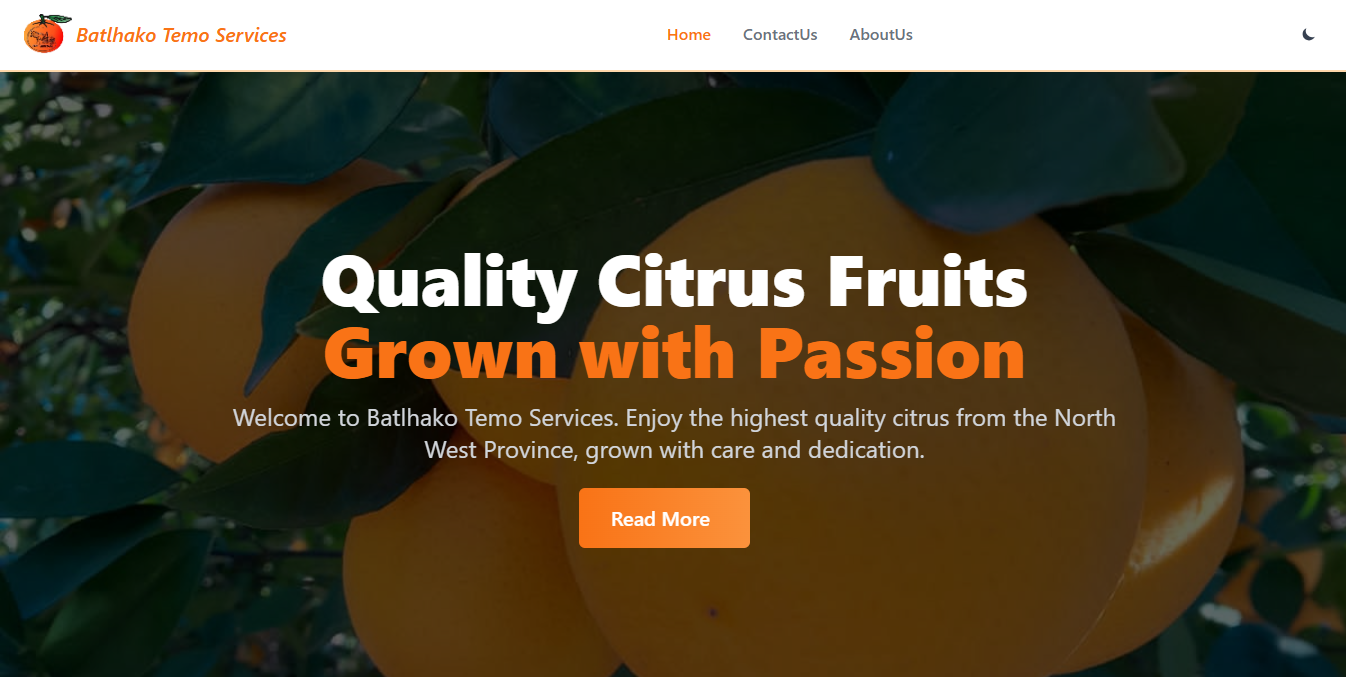 Batlhako Temo Services
Home
ContactUs
AboutUs
Quality Citrus Fruits
Grown with Passion
Welcome to Batlhako Temo Services. Enjoy the highest quality citrus from the North
West Province, grown with care and dedication.
Read More